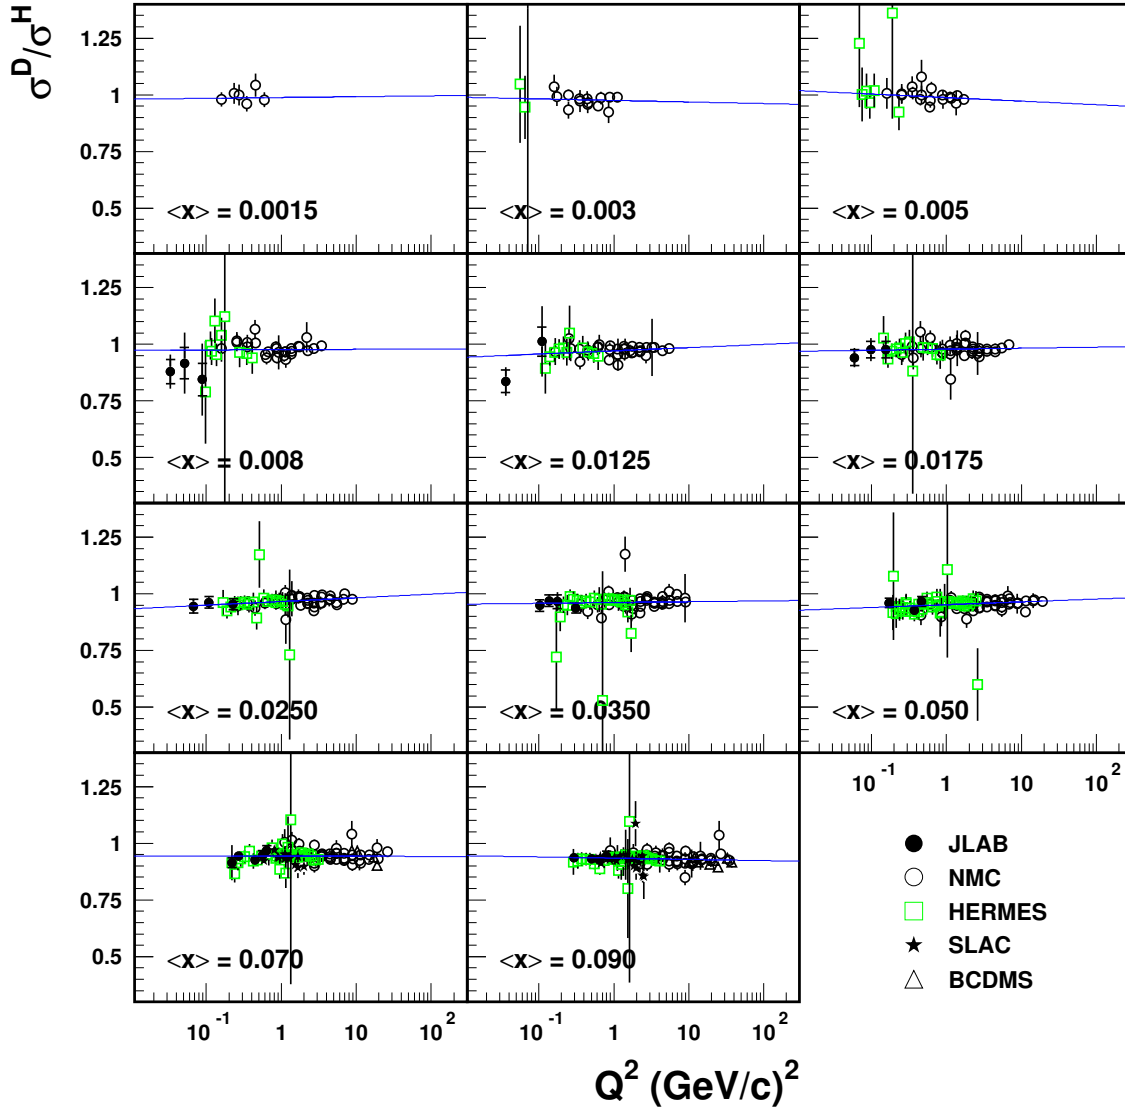 σ^D/σ^H
1.25
1
0.75
0.5
<x> = 0.0015
<x> = 0.003
<x> = 0.005
1.25
1
0.75
0.5
<x> = 0.008
<x> = 0.0125
<x> = 0.0175
1.25
1
0.75
0.5
<x> = 0.0250
<x> = 0.0350
<x> = 0.050
10^-1 1 10 10^2
1.25
1
0.75
0.5
<x> = 0.070
<x> = 0.090
JLAB
NMC
HERMES
SLAC
BCDMS
10^-1 1 10 10^2
10^-1 1 10 10^2
Q^2 (GeV/c)^2